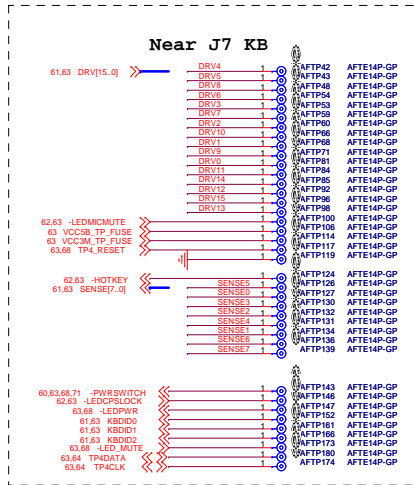 Near J7 KB
61,63 DRV[15..0] DRV4 1 AFTP42 AFTE14P-GP
DRV5 1 AFTP43 AFTE14P-GP
DRV8 1 AFTP48 AFTE14P-GP
DRV6 1 AFTP54 AFTE14P-GP
DRV3 1 AFTP53 AFTE14P-GP
DRV7 1 AFTP59 AFTE14P-GP
DRV2 1 AFTP60 AFTE14P-GP
DRV10 1 AFTP66 AFTE14P-GP
DRV1 1 AFTP68 AFTE14P-GP
DRV9 1 AFTP71 AFTE14P-GP
DRV0 1 AFTP81 AFTE14P-GP
DRV11 1 AFTP84 AFTE14P-GP
DRV14 1 AFTP85 AFTE14P-GP
DRV12 1 AFTP92 AFTE14P-GP
DRV15 1 AFTP96 AFTE14P-GP
DRV13 1 AFTP98 AFTE14P-GP
62,63 -LEDMICMUTE 1 AFTP100 AFTE14P-GP
63 VCC5B_TP_FUSE 1 AFTP106 AFTE14P-GP
63 VCC3M_TP_FUSE 1 AFTP114 AFTE14P-GP
63,68 TP4_RESET 1 AFTP117 AFTE14P-GP
1 AFTP119 AFTE14P-GP
62,63 -HOTKEY 1 AFTP124 AFTE14P-GP
61,63 SENSE[7..0] SENSE5 1 AFTP126 AFTE14P-GP
SENSE0 1 AFTP127 AFTE14P-GP
SENSE3 1 AFTP130 AFTE14P-GP
SENSE2 1 AFTP132 AFTE14P-GP
SENSE4 1 AFTP131 AFTE14P-GP
SENSE1 1 AFTP134 AFTE14P-GP
SENSE6 1 AFTP136 AFTE14P-GP
SENSE7 1 AFTP139 AFTE14P-GP
60,63,68,71 -PWRSWITCH 1 AFTP143 AFTE14P-GP
62,63 -LEDCPSLOCK 1 AFTP146 AFTE14P-GP
63,68 -LEDPWR 1 AFTP147 AFTE14P-GP
61,63 KBDID0 1 AFTP152 AFTE14P-GP
61,63 KBDID1 1 AFTP161 AFTE14P-GP
61,63 KBDID2 1 AFTP166 AFTE14P-GP
63,68 -LED_MUTE 1 AFTP173 AFTE14P-GP
63,64 TP4DATA 1 AFTP180 AFTE14P-GP
63,64 TP4CLK 1 AFTP174 AFTE14P-GP